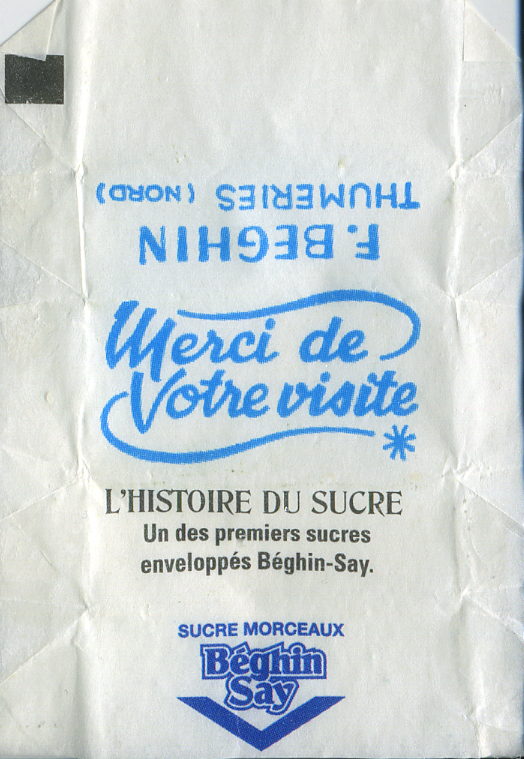 F. BEGHIN
THUMERIES (NORD)
Merci de
Votre visite
L'HISTOIRE DU SUCRE
Un des premiers sucres
enveloppés Béghin-Say.
SUCRE MORCEAUX
Béghin
Say